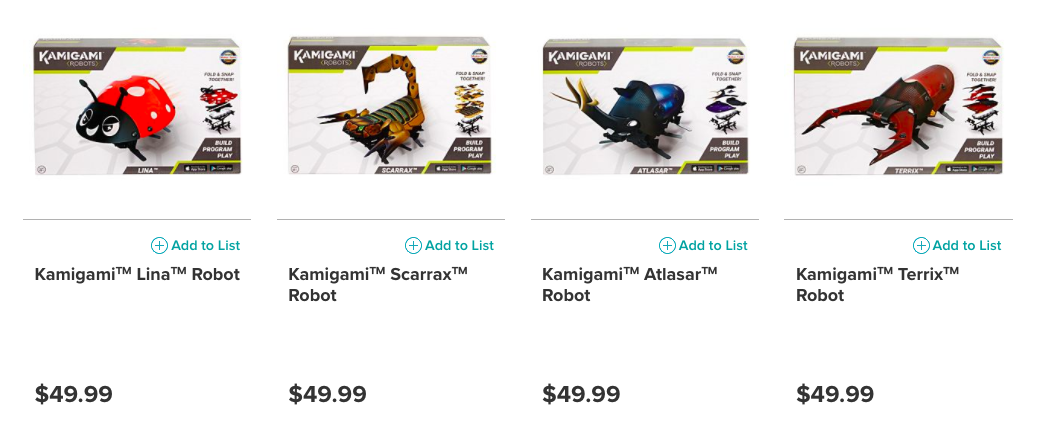 KAMIGAMI
(ROBOTS)
FOLD & SNAP
TOGETHER!
BUILD
PROGRAM
PLAY
LINA™
KAMIGAMI
(ROBOTS)
FOLD & SNAP
TOGETHER!
BUILD
PROGRAM
PLAY
SCARRAX™
KAMIGAMI
(ROBOTS)
FOLD & SNAP
TOGETHER!
BUILD
PROGRAM
PLAY
ATLASAR™
KAMIGAMI
(ROBOTS)
FOLD & SNAP
TOGETHER!
BUILD
PROGRAM
PLAY
TERRIX™
Add to List
Add to List
Add to List
Add to List
Kamigami™ Lina™ Robot
Kamigami™ Scarrax™
Robot
Kamigami™ Atlasar™
Robot
Kamigami™ Terrix™
Robot
$49.99
$49.99
$49.99
$49.99